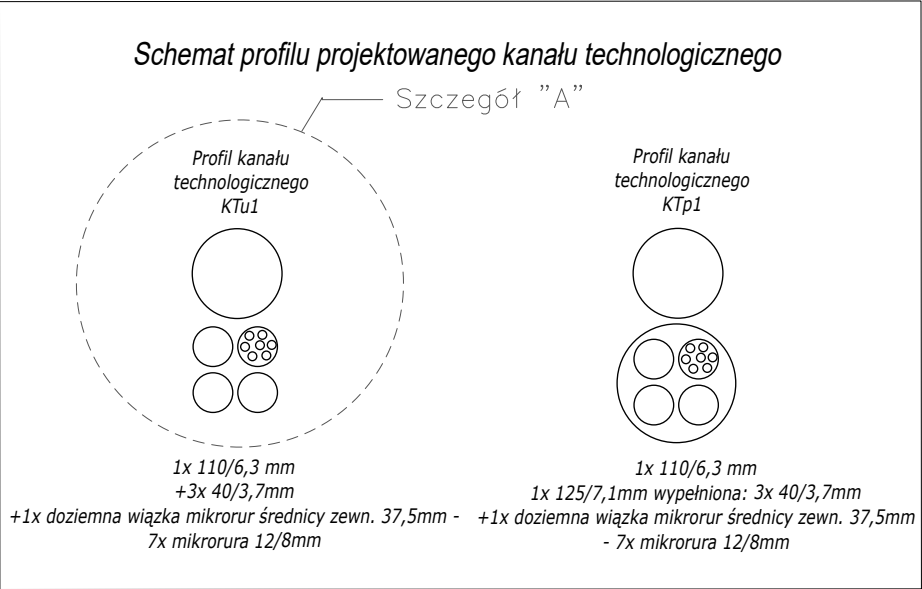 Schemat profilu projektowanego kanału technologicznego
Szczegół "A"
Profil kanału
technologicznego
KTu1
1x 110/6,3 mm
+3x 40/3,7mm
+1x doziemna wiązka mikrorur średnicy zewn. 37,5mm -
7x mikrorura 12/8mm
Profil kanału
technologicznego
KTp1
1x 110/6,3 mm
1x 125/7,1mm wypełniona: 3x 40/3,7mm
+1x doziemna wiązka mikrorur średnicy zewn. 37,5mm
- 7x mikrorura 12/8mm